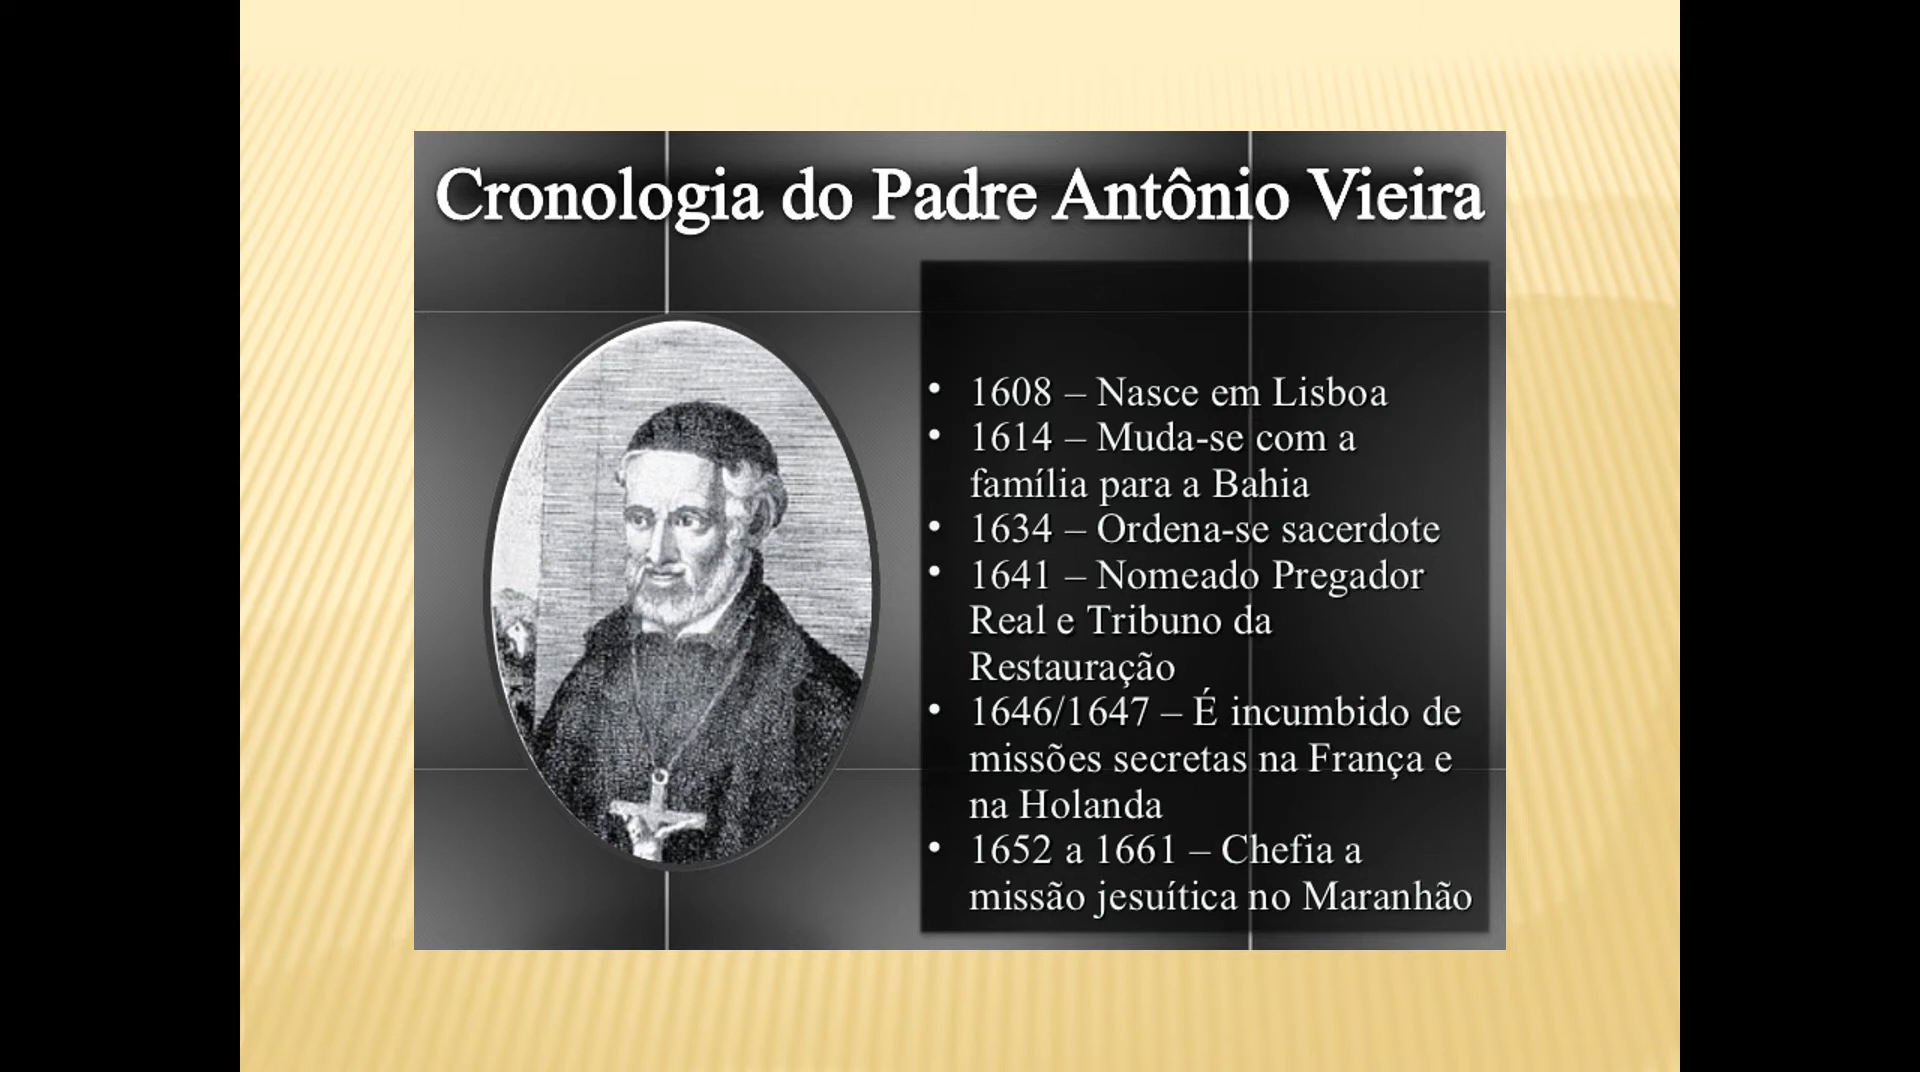 Cronologia do Padre Antônio Vieira
• 1608 – Nasce em Lisboa
• 1614 – Muda-se com a
família para a Bahia
• 1634 – Ordena-se sacerdote
• 1641 – Nomeado Pregador
Real e Tribuno da
Restauração
• 1646/1647 – É incumbido de
missões secretas na França e
na Holanda
• 1652 a 1661 – Chefia a
missão jesuítica no Maranhão